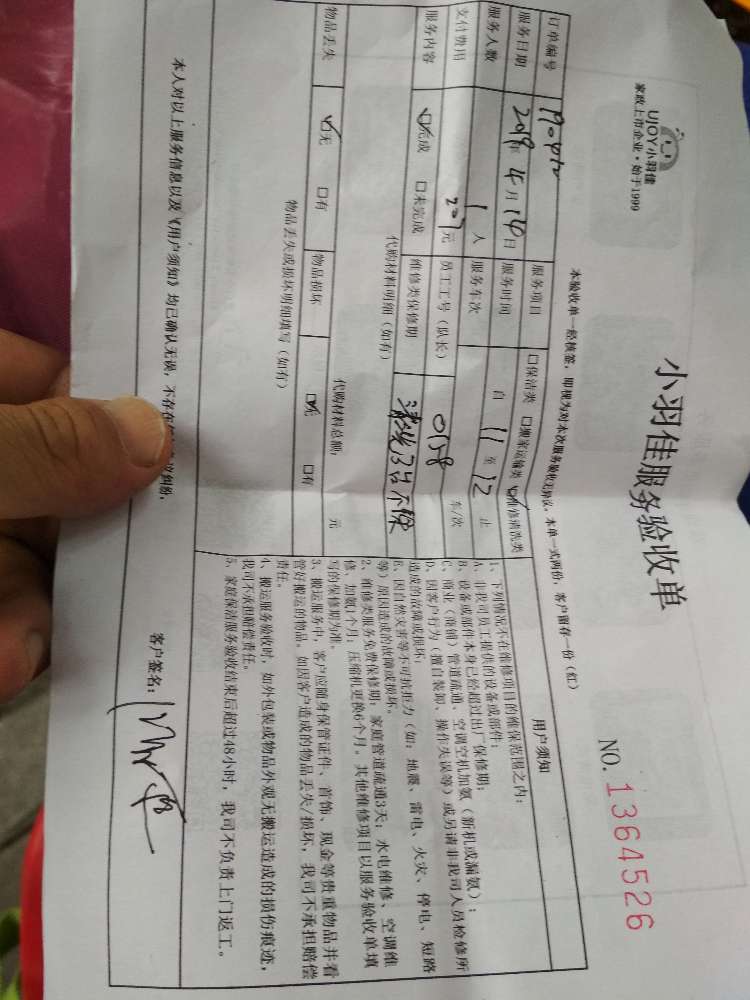 UJOY小羽佳
家政上市企业·始于1999
小羽佳服务验收单
NO. 1364526
本验收单一经核签，即视为对本次服务验收无异议。本单一式两份，客户留存一份（红）
订单编号 服务项目 □保洁类 □搬家运输类 ☑维修清洗类
服务日期 2019年4月14日 服务时间 自 11 至 12 止
服务人数 1 人 服务车次 车/次
支付费用 元 员工工号（队长） 0158
服务内容 ☑完成 □未完成 维修类保修期
代购材料明细（如有）
代购材料总额： 元
物品丢失 ☑无 □有 物品损坏 ☑无 □有
物品丢失或损坏明细填写（如有）
用户须知
1、下列情况不在维修项目的维保范围之内：
A、非我司员工提供的设备或部件；
B、设备或部件本身已经超过出厂保修期；
C、商业（商铺）管道疏通、空调空机加氨（新机或漏氨）；
D、因客户行为（擅自装卸、操作失误等）或另请非我司人员检修所
造成的故障或损坏；
E、因自然灾害等不可抗拒力（如：地震、雷电、火灾、停电、短路
等）原因造成的故障或损坏。
2、维修类服务免费保修期：家庭管道疏通3天；水电维修、空调维
修、加氨1个月；压缩机更换6个月。其他维修项目以服务验收单填
写的保修期为准。
3、搬运服务中，客户应随身保管证件、首饰、现金等贵重物品并看
管好搬运的物品。如因客户造成的物品丢失/损坏，我司不承担赔偿
责任。
4、搬运服务验收时，如外包装或物品外观无搬运造成的损伤痕迹，
我司不承担赔偿责任。
5、家庭保洁服务验收结束后超过48小时，我司不负责上门返工。
本人对以上服务信息以及《用户须知》均已确认无误，不存在 纠纷。
客户签名：